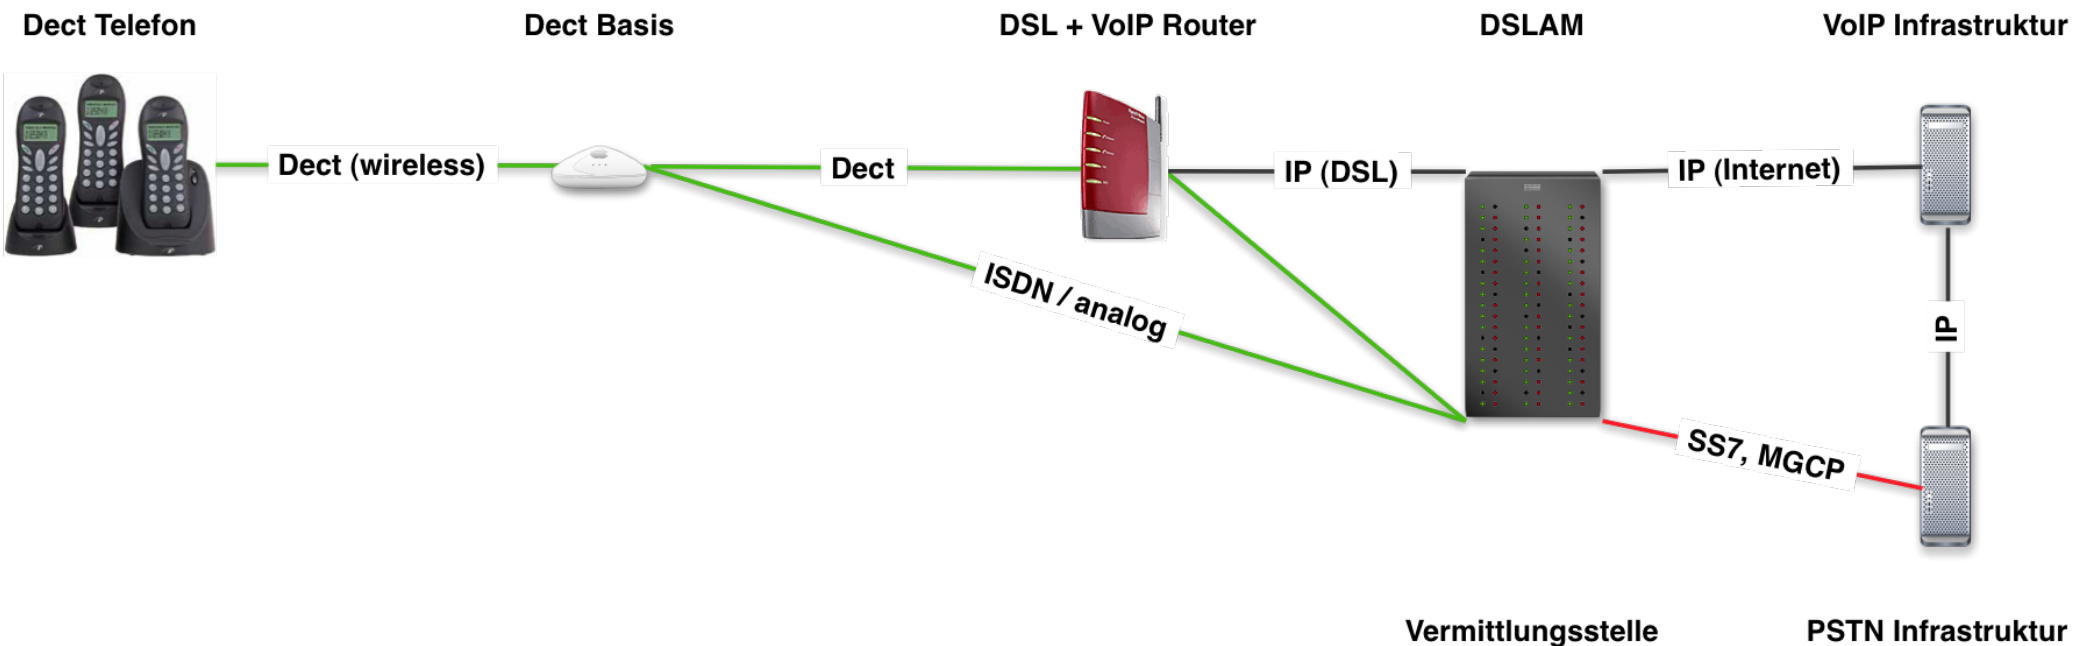 Dect Telefon
Dect Basis
DSL + VoIP Router
DSLAM
VoIP Infrastruktur
Dect (wireless)
Dect
IP (DSL)
IP (Internet)
ISDN / analog
IP
SS7, MGCP
Vermittlungsstelle
PSTN Infrastruktur